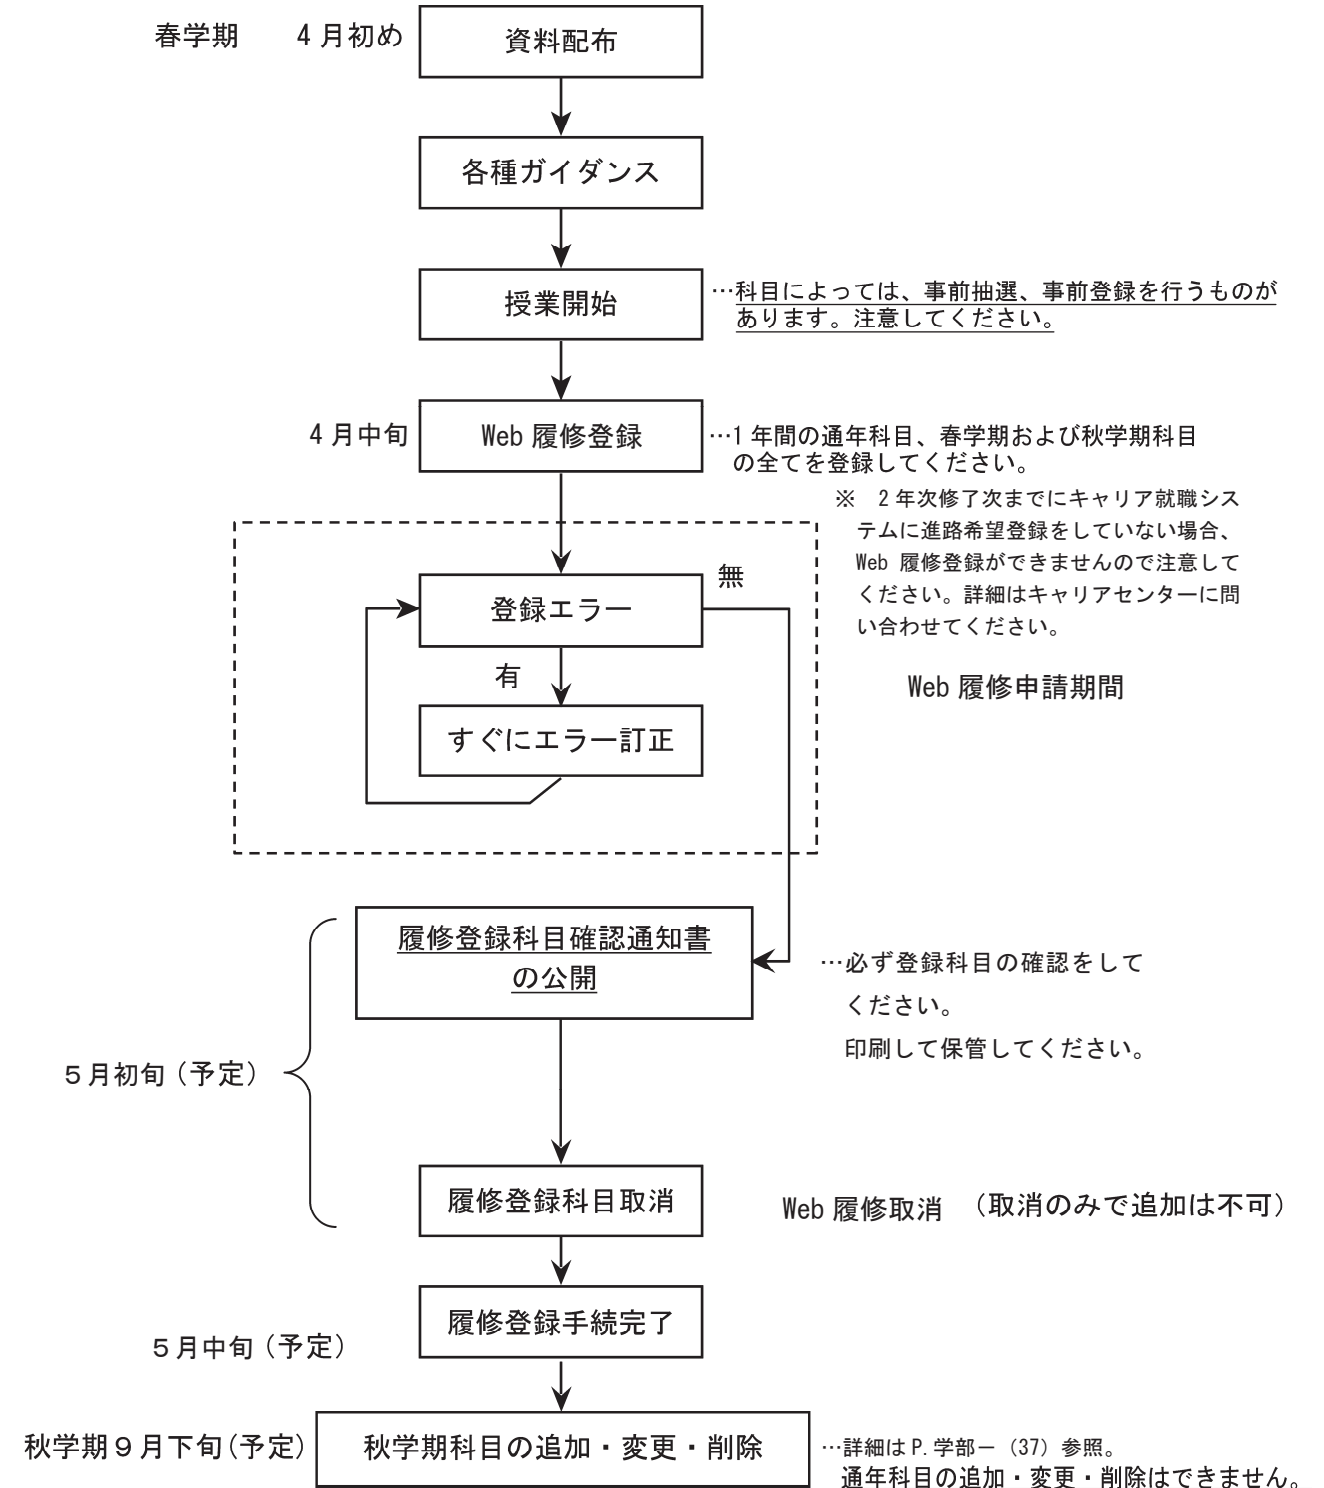 春学期　　４月初め
資料配布
各種ガイダンス
授業開始
…科目によっては、事前抽選、事前登録を行うものが
あります。注意してください。
４月中旬
Web 履修登録
…1 年間の通年科目、春学期および秋学期科目
の全てを登録してください。
※　２年次修了次までにキャリア就職シス
テムに進路希望登録をしていない場合、
Web 履修登録ができませんので注意して
ください。詳細はキャリアセンターに問
い合わせてください。
無
登録エラー
有
Web 履修申請期間
すぐにエラー訂正
履修登録科目確認通知書
の公開
…必ず登録科目の確認をして
ください。
印刷して保管してください。
５月初旬（予定）
履修登録科目取消
Web 履修取消　（取消のみで追加は不可）
履修登録手続完了
５月中旬（予定）
秋学期９月下旬（予定）
秋学期科目の追加・変更・削除
…詳細は P. 学部－（37）参照。
通年科目の追加・変更・削除はできません。